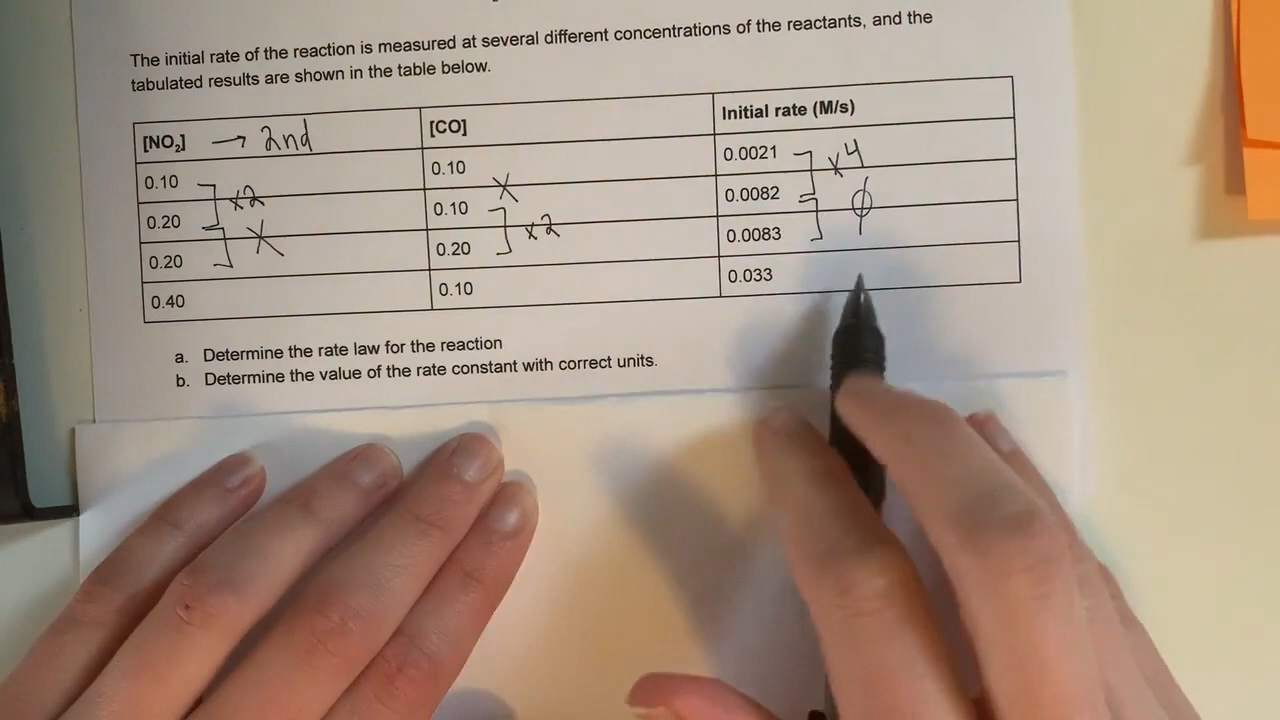 The initial rate of the reaction is measured at several different concentrations of the reactants, and the
tabulated results are shown in the table below.
[NO₂] → 2nd [CO] Initial rate (M/s)
0.10 0.10 0.0021
x2 X x4
0.20 0.10 0.0082
X x2 ϕ
0.20 0.20 0.0083
0.40 0.10 0.033
a. Determine the rate law for the reaction
b. Determine the value of the rate constant with correct units.